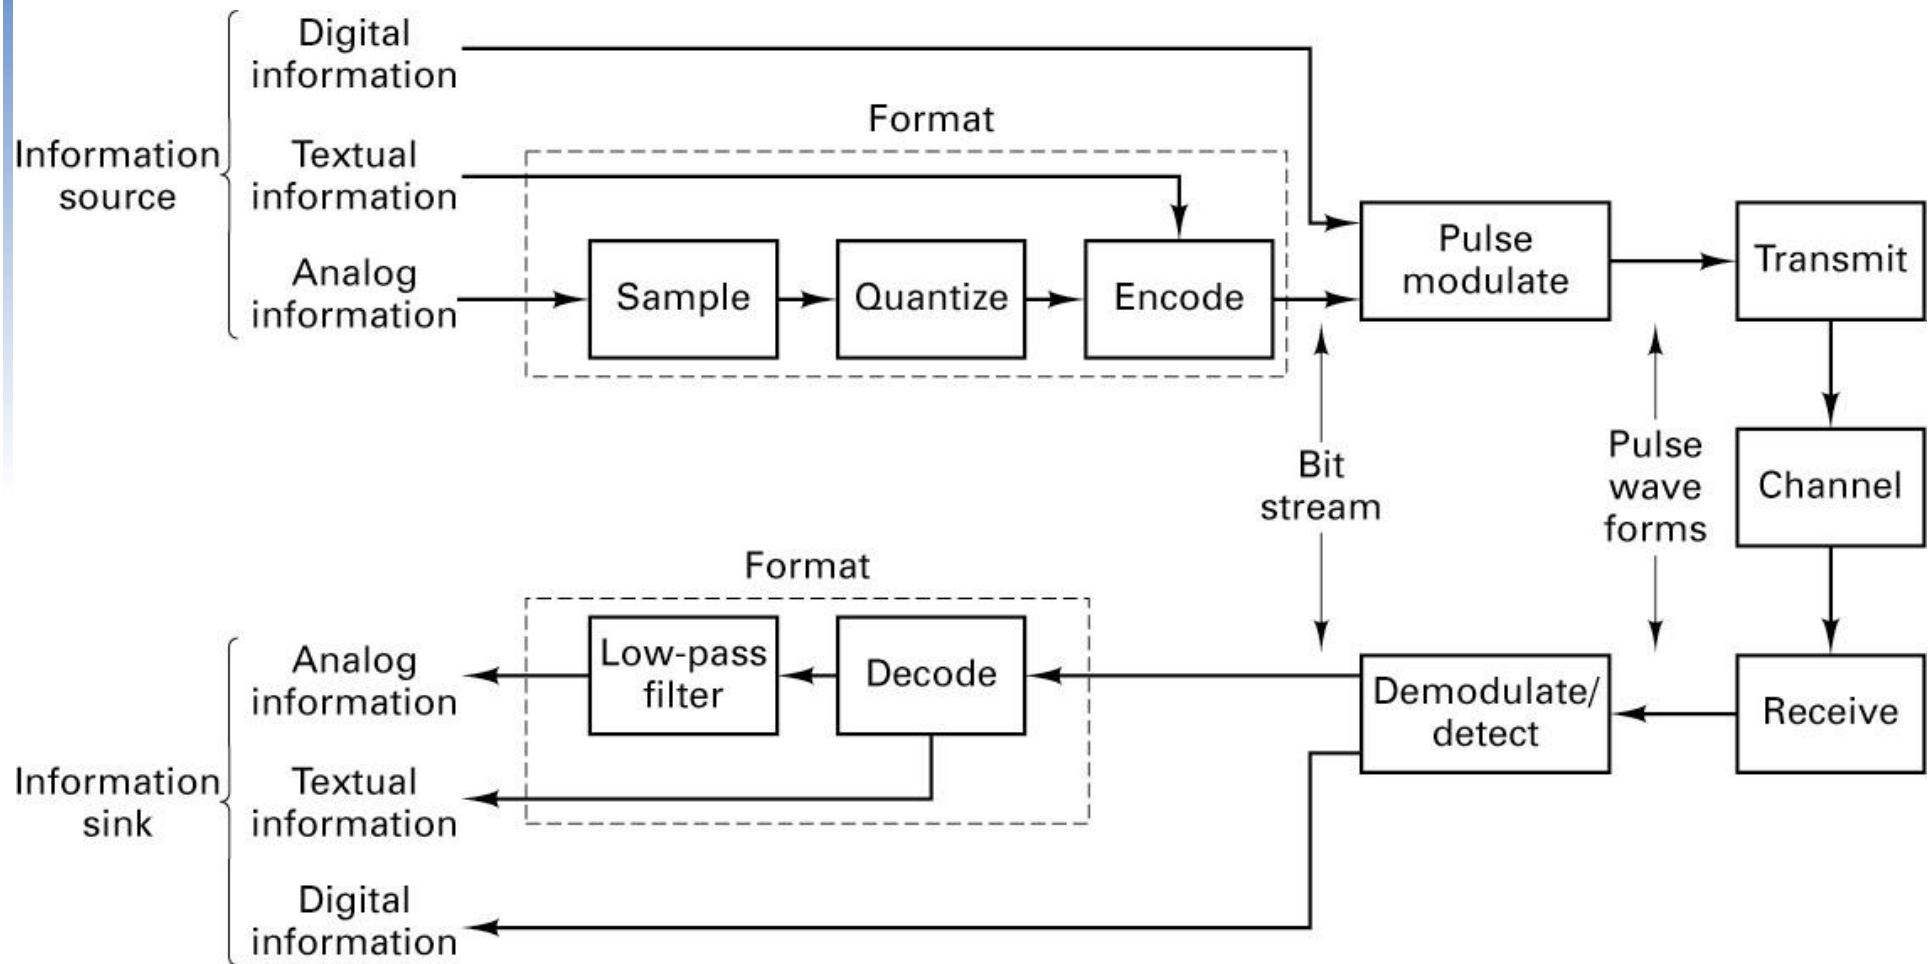 Digital
information
Format
Information
source
Textual
information
Analog
information
Sample
Quantize
Encode
Pulse
modulate
Transmit
Bit
stream
Pulse
wave
forms
Channel
Format
Analog
information
Low-pass
filter
Decode
Demodulate/
detect
Receive
Information
sink
Textual
information
Digital
information